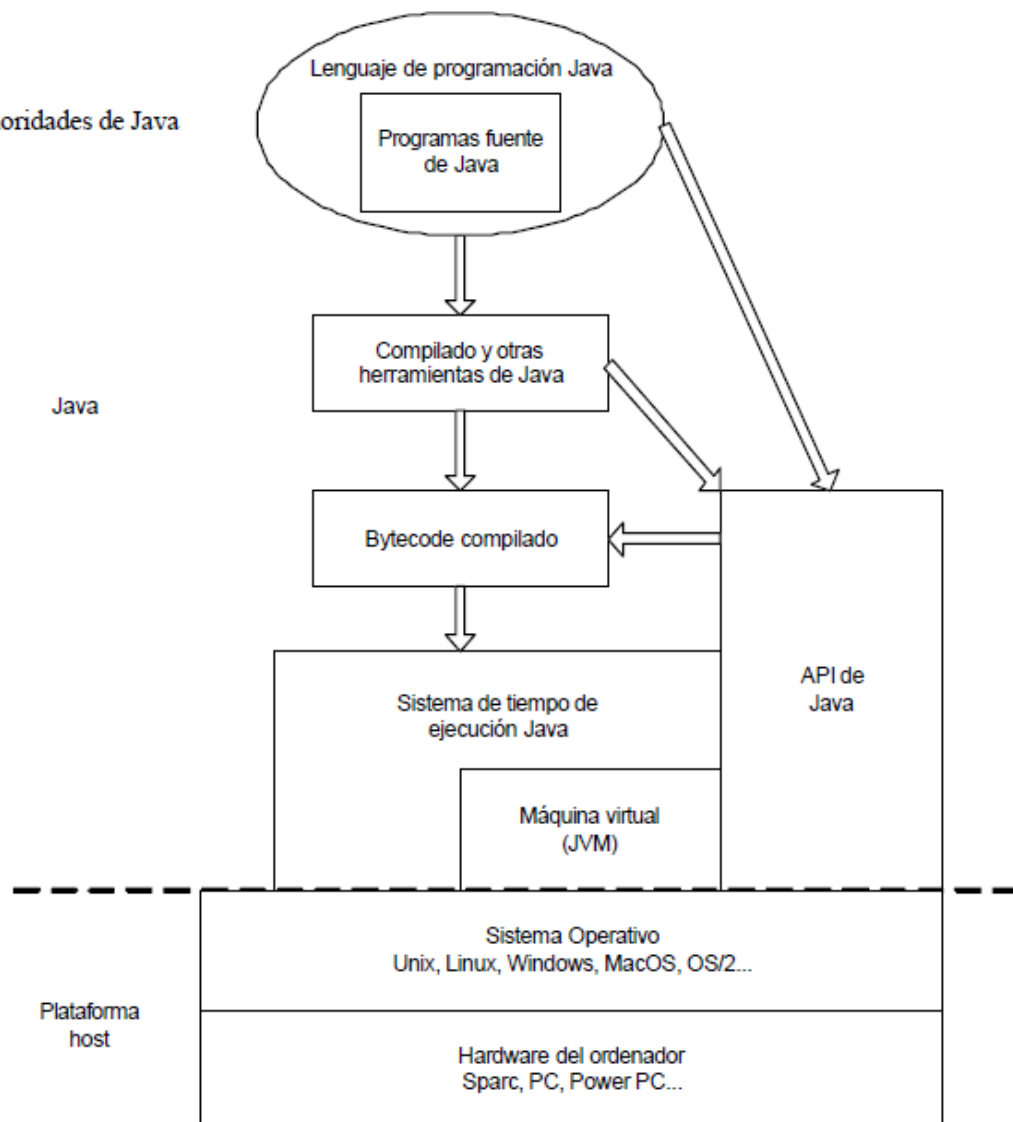 Lenguaje de programación Java
oridades de Java
Programas fuente
de Java
Compilado y otras
herramientas de Java
Java
Bytecode compilado
API de
Java
Sistema de tiempo de
ejecución Java
Máquina virtual
(JVM)
Sistema Operativo
Unix, Linux, Windows, MacOS, OS/2...
Plataforma
host
Hardware del ordenador
Sparc, PC, Power PC...